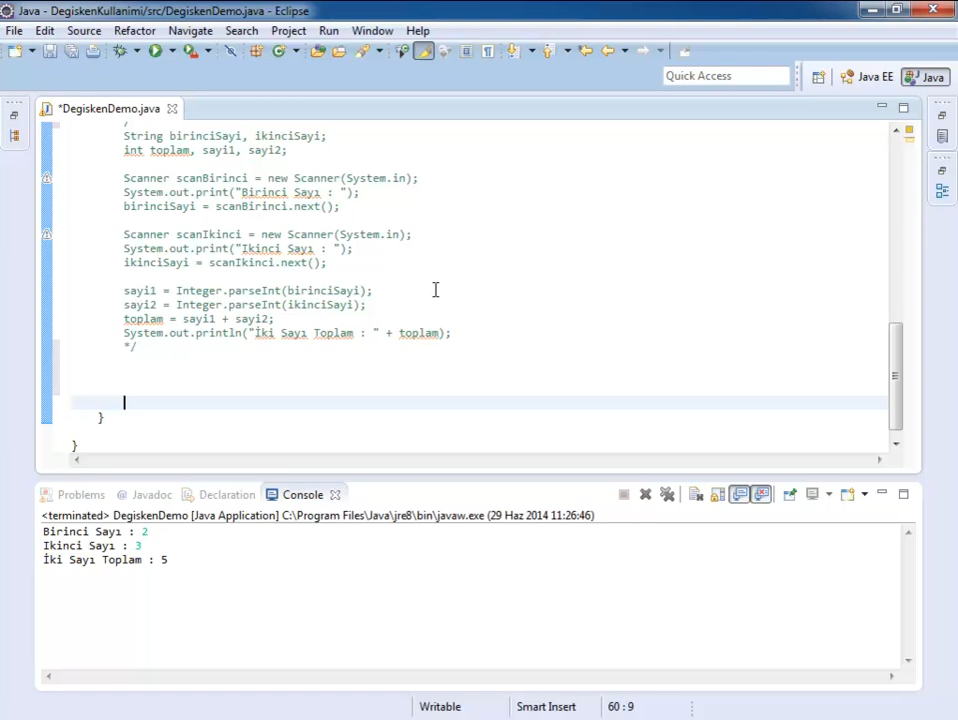 Java - DegiskenKullanimi/src/DegiskenDemo.java - Eclipse
File Edit Source Refactor Navigate Search Project Run Window Help
Quick Access
Java EE
Java
*DegiskenDemo.java
/
String birinciSayi, ikinciSayi;
int toplam, sayi1, sayi2;
Scanner scanBirinci = new Scanner(System.in);
System.out.print("Birinci Sayı : ");
birinciSayi = scanBirinci.next();
Scanner scanIkinci = new Scanner(System.in);
System.out.print("Ikinci Sayı : ");
ikinciSayi = scanIkinci.next();
sayi1 = Integer.parseInt(birinciSayi);
sayi2 = Integer.parseInt(ikinciSayi);
toplam = sayi1 + sayi2;
System.out.println("İki Sayı Toplam : " + toplam);
*/
}
}
Problems @ Javadoc Declaration Console
<terminated> DegiskenDemo [Java Application] C:\Program Files\Java\jre8\bin\javaw.exe (29 Haz 2014 11:26:46)
Birinci Sayı : 2
Ikinci Sayı : 3
İki Sayı Toplam : 5
Writable Smart Insert 60 : 9